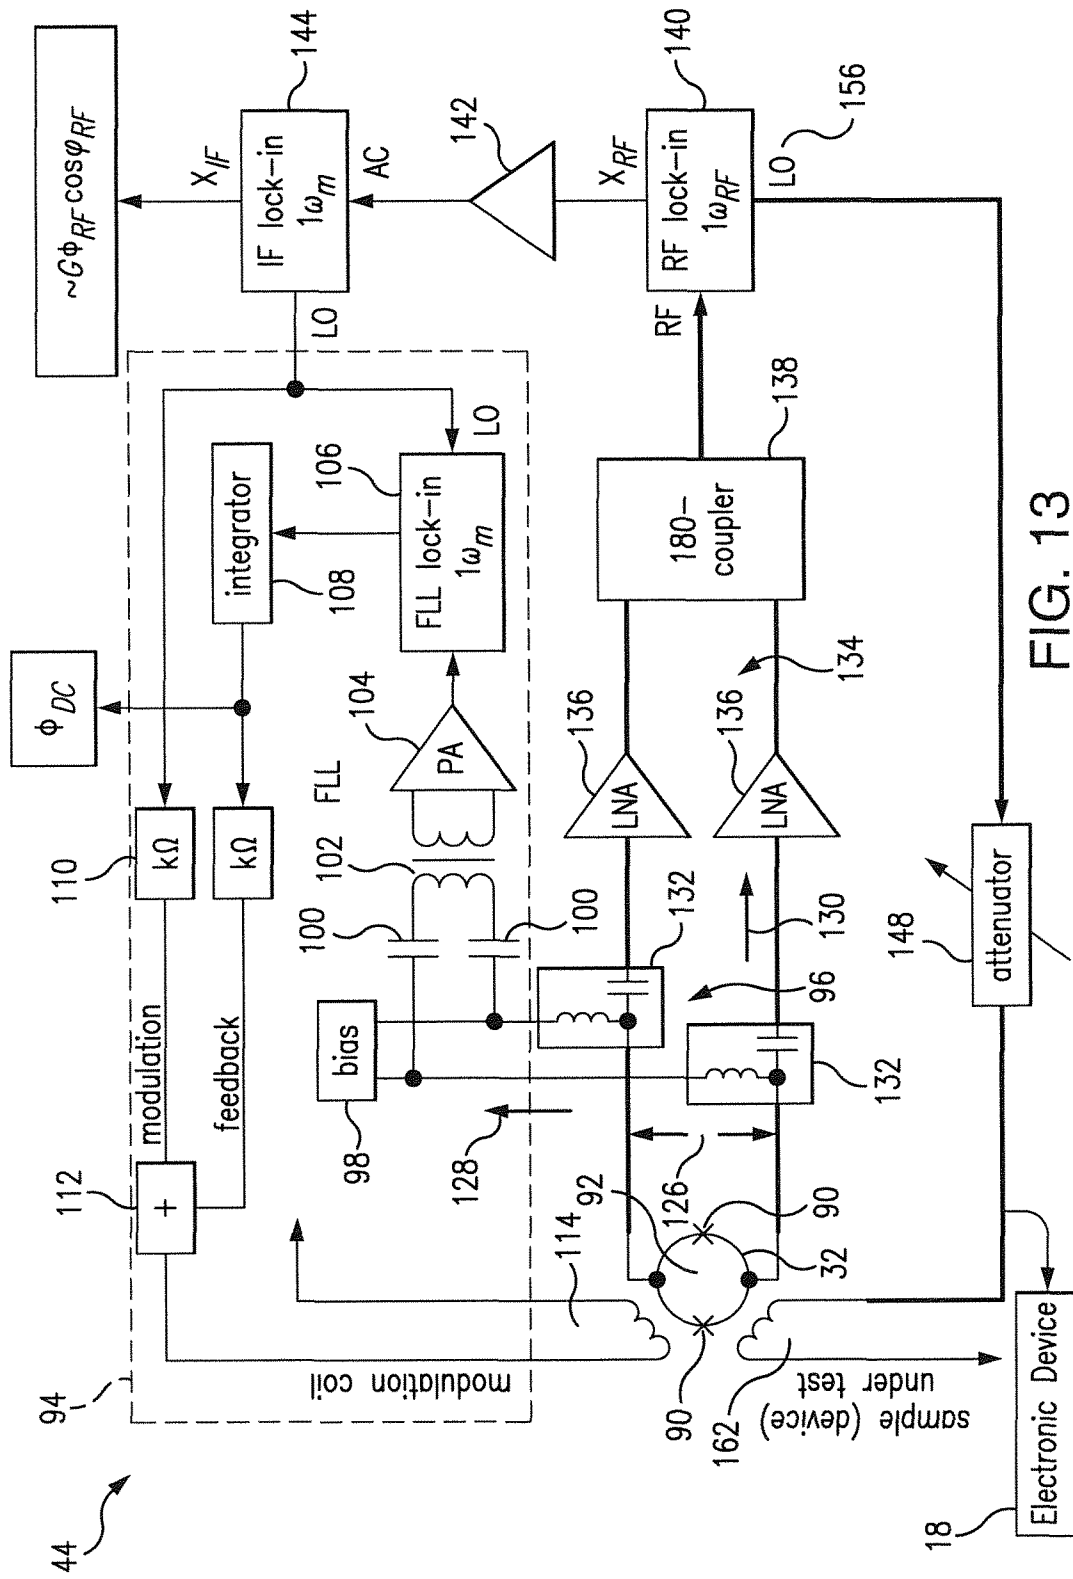 44
94
112
+
modulation
feedback
110
kΩ
kΩ
ϕDC
integrator
108
FLL
98
bias
128
100
100
102
104
PA
106
FLL lock-in
1ωm
LO
LO
~GϕRF cosφRF
XIF
144
IF lock-in
1ωm
AC
142
XRF
140
RF lock-in
1ωRF
RF
LO
156
modulation coil
114
92
126
90
90
32
132
132
96
130
136
LNA
136
LNA
134
180-
coupler
138
162
sample (device)
under test
148
attenuator
18
Electronic Device
FIG. 13